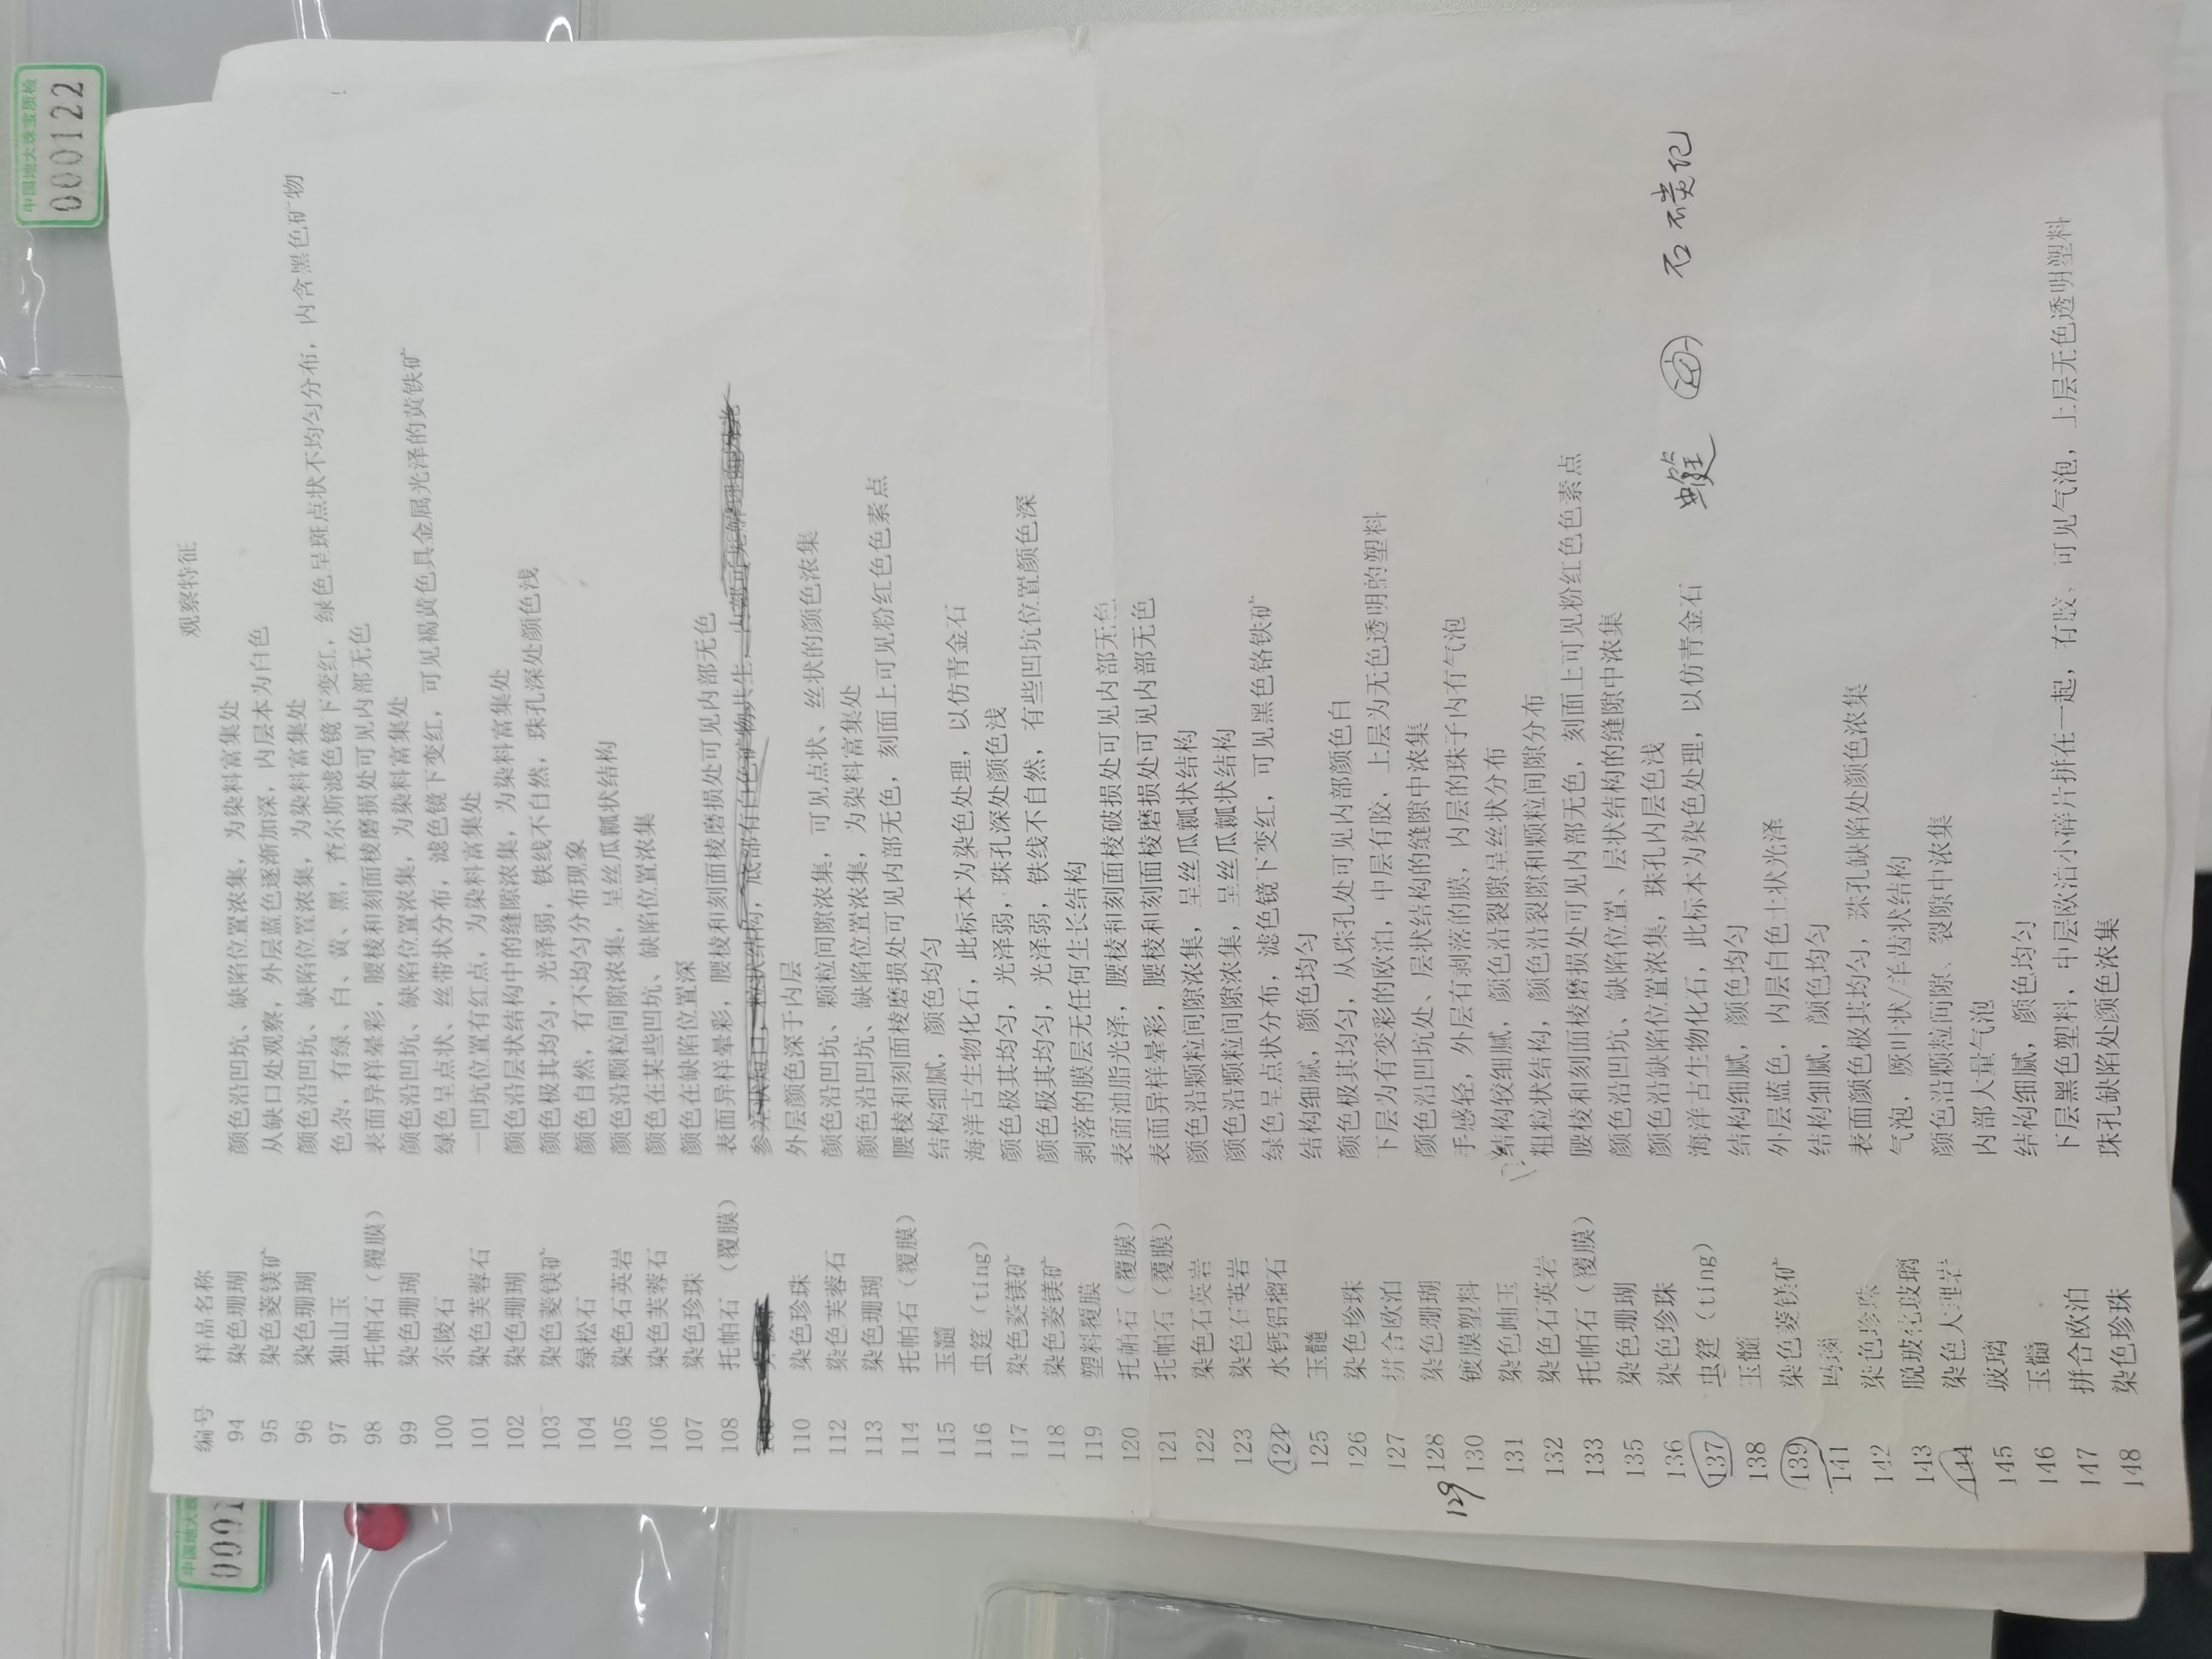 中国地大珠宝质检
0000122
编号 样品名称 观察特征
94 染色珊瑚 颜色沿凹坑、缺陷位置浓集，为染料富集处
95 染色菱镁矿 从缺口处观察，外层蓝色逐渐加深，内层本为白色
96 染色珊瑚 颜色沿凹坑、缺陷位置浓集，为染料富集处
97 独山玉 色杂，有绿、白、黄、黑，查尔斯滤色镜下变红，绿色呈斑点状不均匀分布，内含黑色矿物
98 托帕石（覆膜） 表面异样晕彩，腰棱和刻面棱磨损处可见内部无色
99 染色珊瑚 颜色沿凹坑、缺陷位置浓集，为染料富集处
100 东陵石 绿色呈点状、丝带状分布，滤色镜下变红，可见褐黄色具金属光泽的黄铁矿
101 染色芙蓉石 一凹坑位置有红点，为染料富集处
102 染色珊瑚 颜色沿层状结构中的缝隙浓集，为染料富集处
103 染色菱镁矿 颜色极其均匀，光泽弱，铁线不自然，珠孔深处颜色浅
104 绿松石 颜色自然，有不均匀分布现象
105 染色石英岩 颜色沿颗粒间隙浓集，呈丝瓜瓤状结构
106 染色芙蓉石 颜色在某些凹坑、缺陷位置浓集
107 染色珍珠 颜色在缺陷位置深
108 托帕石（覆膜） 表面异样晕彩，腰棱和刻面棱磨损处可见内部无色
110 染色珍珠 外层颜色深于内层
112 染色芙蓉石 颜色沿凹坑、颗粒间隙浓集，可见点状、丝状的颜色浓集
113 染色珊瑚 颜色沿凹坑、缺陷位置浓集，为染料富集处
114 托帕石（覆膜） 腰棱和刻面棱磨损处可见内部无色，刻面上可见粉红色色素点
115 玉髓 结构细腻，颜色均匀
116 虫筳（ting） 海洋古生物化石，此标本为染色处理，以仿青金石
117 染色菱镁矿 颜色极其均匀，光泽弱，珠孔深处颜色浅
118 染色菱镁矿 颜色极其均匀，光泽弱，铁线不自然，有些凹坑位置颜色深
119 塑料覆膜 剥落的膜层无任何生长结构
120 托帕石（覆膜） 表面油脂光泽，腰棱和刻面棱破损处可见内部无色
121 托帕石（覆膜） 表面异样晕彩，腰棱和刻面棱磨损处可见内部无色
122 染色石英岩 颜色沿颗粒间隙浓集，呈丝瓜瓤状结构
123 染色石英岩 颜色沿颗粒间隙浓集，呈丝瓜瓤状结构
124 水钙铝榴石 绿色呈点状分布，滤色镜下变红，可见黑色铬铁矿
125 玉髓 结构细腻，颜色均匀
126 染色珍珠 颜色极其均匀，从珠孔处可见内部颜色白
127 拼合欧泊 下层为有变彩的欧泊，中层有胶，上层为无色透明的塑料
128 染色珊瑚 颜色沿凹坑处、层状结构的缝隙中浓集
129
130 镀膜塑料 手感轻，外层有剥落的膜，内层的珠子内有气泡
131 染色岫玉 结构较细腻，颜色沿裂隙呈丝状分布
132 染色石英岩 粗粒状结构，颜色沿裂隙和颗粒间隙分布
133 托帕石（覆膜） 腰棱和刻面棱磨损处可见内部无色，刻面上可见粉红色色素点
135 染色珊瑚 颜色沿凹坑、缺陷位置、层状结构的缝隙中浓集
136 染色珍珠 颜色沿缺陷位置浓集，珠孔内层色浅
137 虫筳（ting） 海洋古生物化石，此标本为染色处理，以仿青金石 石碳纪
138 玉髓 结构细腻，颜色均匀
139 染色菱镁矿 外层蓝色，内层白色土状光泽
141 玛瑙 结构细腻，颜色均匀
142 染色珍珠 表面颜色极其均匀，珠孔缺陷处颜色浓集
143 脱玻化玻璃 气泡，蕨叶状/羊齿状结构
144 染色大理岩 颜色沿颗粒间隙、裂隙中浓集
145 玻璃 内部大量气泡
146 玉髓 结构细腻，颜色均匀
147 拼合欧泊 下层黑色塑料，中层欧泊小碎片拼在一起，有胶，可见气泡，上层无色透明塑料
148 染色珍珠 珠孔缺陷处颜色浓集